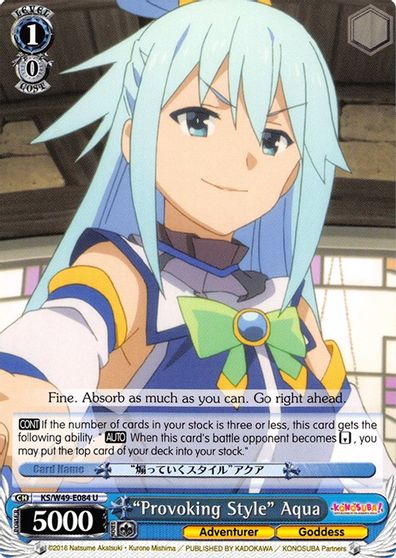 LEVEL
1
0
COST
Fine. Absorb as much as you can. Go right ahead.
CONT If the number of cards in your stock is three or less, this card gets the
following ability. " AUTO When this card's battle opponent becomes , you
may put the top card of your deck into your stock."
Card Name “煽っていくスタイル”アクア
CH KS/W49-E084 U
POWER 5000
“Provoking Style” Aqua
KONOSUBA!
Adventurer Goddess
©2016 Natsume Akatsuki・Kurone Mishima / PUBLISHED BY KADOKAWA / KONOSUBA Partners